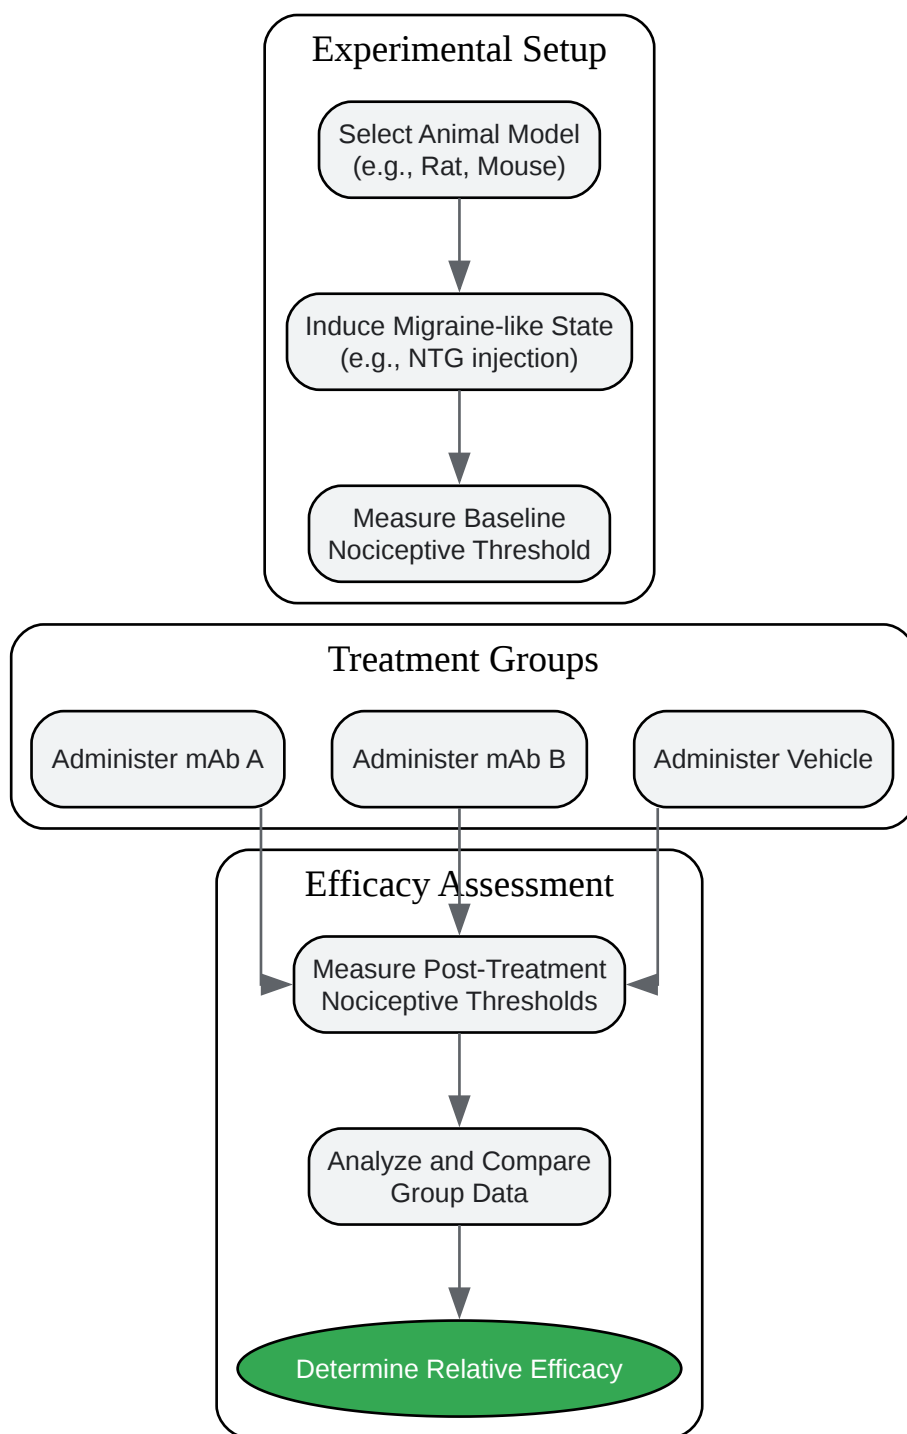 Experimental Setup
Select Animal Model
(e.g., Rat, Mouse)
Induce Migraine-like State
(e.g., NTG injection)
Measure Baseline
Nociceptive Threshold
Treatment Groups
Administer mAb A
Administer mAb B
Administer Vehicle
Efficacy Assessment
Measure Post-Treatment
Nociceptive Thresholds
Analyze and Compare
Group Data
Determine Relative Efficacy